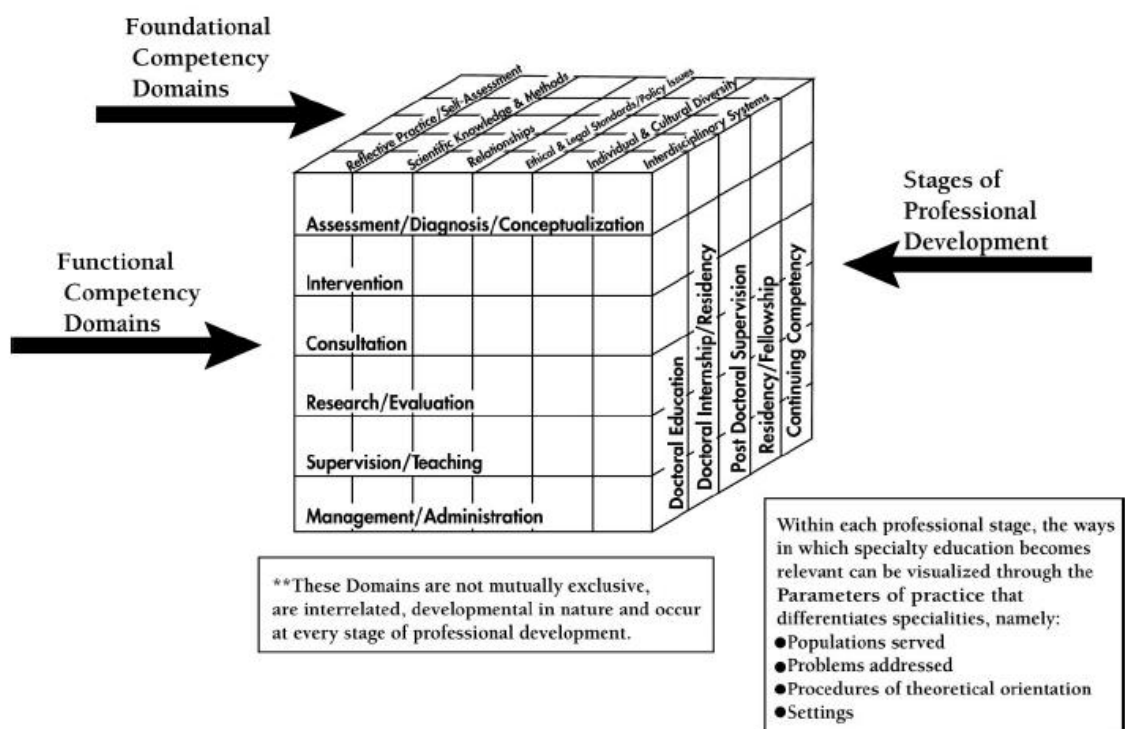 Foundational
Competency
Domains
Reflective Practice/Self-Assessment
Scientific Knowledge & Methods
Relationships
Ethical & Legal Standards/Policy Issues
Individual & Cultural Diversity
Interdisciplinary Systems
Functional
Competency
Domains
Assessment/Diagnosis/Conceptualization
Intervention
Consultation
Research/Evaluation
Supervision/Teaching
Management/Administration
Stages of
Professional
Development
Doctoral Education
Doctoral Internship/Residency
Post Doctoral Supervision
Residency/Fellowship
Continuing Competency
**These Domains are not mutually exclusive,
are interrelated, developmental in nature and occur
at every stage of professional development.
Within each professional stage, the ways
in which specialty education becomes
relevant can be visualized through the
Parameters of practice that
differentiates specialities, namely:
●Populations served
●Problems addressed
●Procedures of theoretical orientation
●Settings